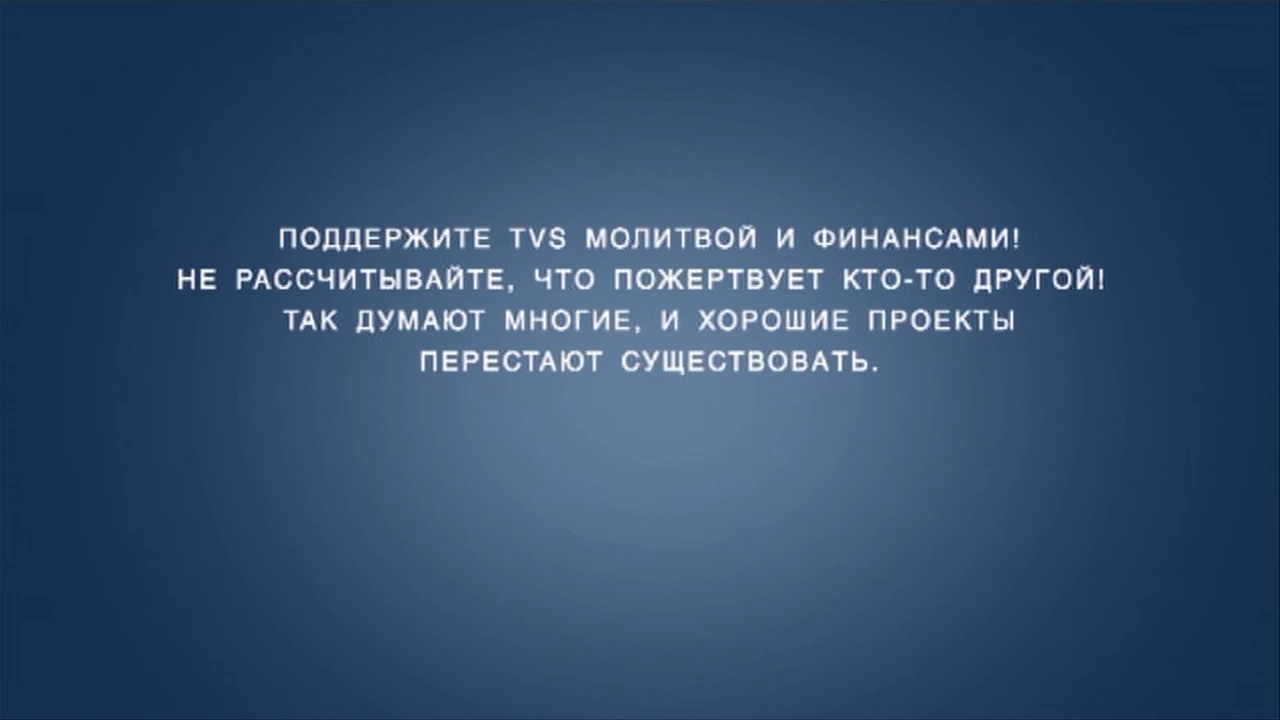 ПОДДЕРЖИТЕ TVS МОЛИТВОЙ И ФИНАНСАМИ!
НЕ РАССЧИТЫВАЙТЕ, ЧТО ПОЖЕРТВУЕТ КТО-ТО ДРУГОЙ!
ТАК ДУМАЮТ МНОГИЕ, И ХОРОШИЕ ПРОЕКТЫ
ПЕРЕСТАЮТ СУЩЕСТВОВАТЬ.